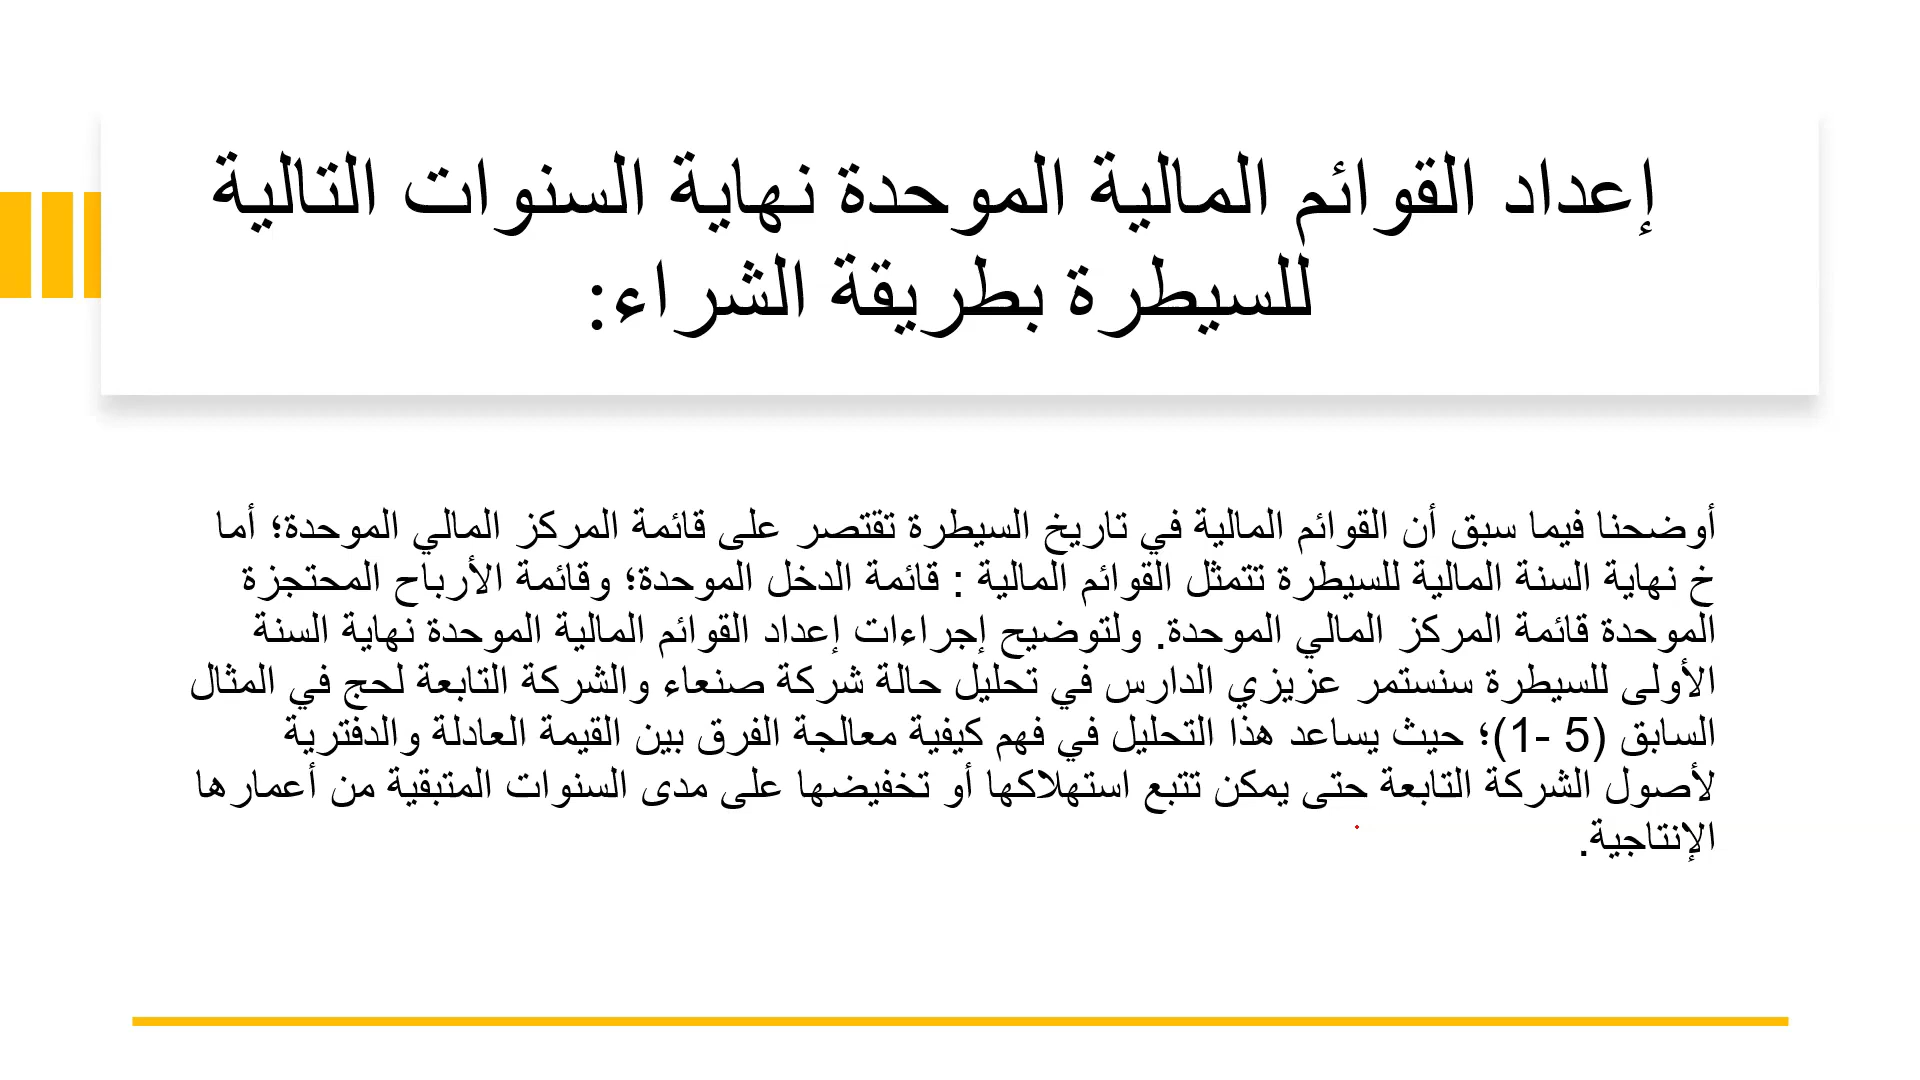 إعداد القوائم المالية الموحدة نهاية السنوات التالية
للسيطرة بطريقة الشراء:
أوضحنا فيما سبق أن القوائم المالية في تاريخ السيطرة تقتصر على قائمة المركز المالي الموحدة؛ أما
خ نهاية السنة المالية للسيطرة تتمثل القوائم المالية : قائمة الدخل الموحدة؛ وقائمة الأرباح المحتجزة
الموحدة قائمة المركز المالي الموحدة. ولتوضيح إجراءات إعداد القوائم المالية الموحدة نهاية السنة
الأولى للسيطرة سنستمر عزيزي الدارس في تحليل حالة شركة صنعاء والشركة التابعة لحج في المثال
السابق (5 -1)؛ حيث يساعد هذا التحليل في فهم كيفية معالجة الفرق بين القيمة العادلة والدفترية
لأصول الشركة التابعة حتى يمكن تتبع استهلاكها أو تخفيضها على مدى السنوات المتبقية من أعمارها
الإنتاجية.